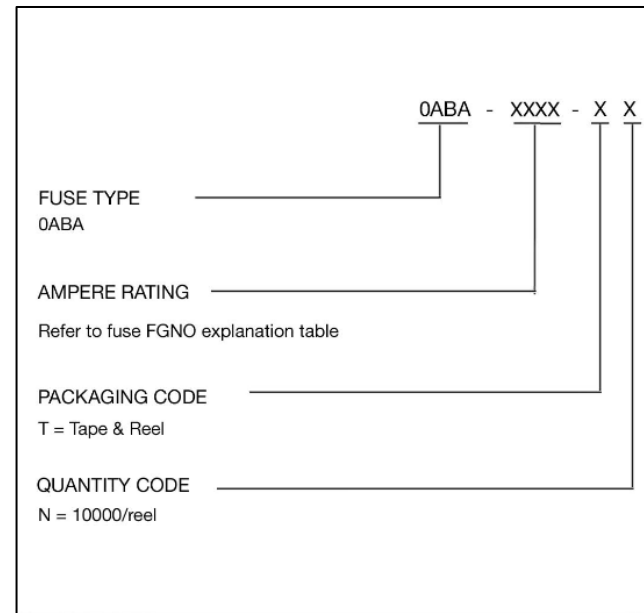 0ABA - XXXX - X X
FUSE TYPE
0ABA
AMPERE RATING
Refer to fuse FGNO explanation table
PACKAGING CODE
T = Tape & Reel
QUANTITY CODE
N = 10000/reel